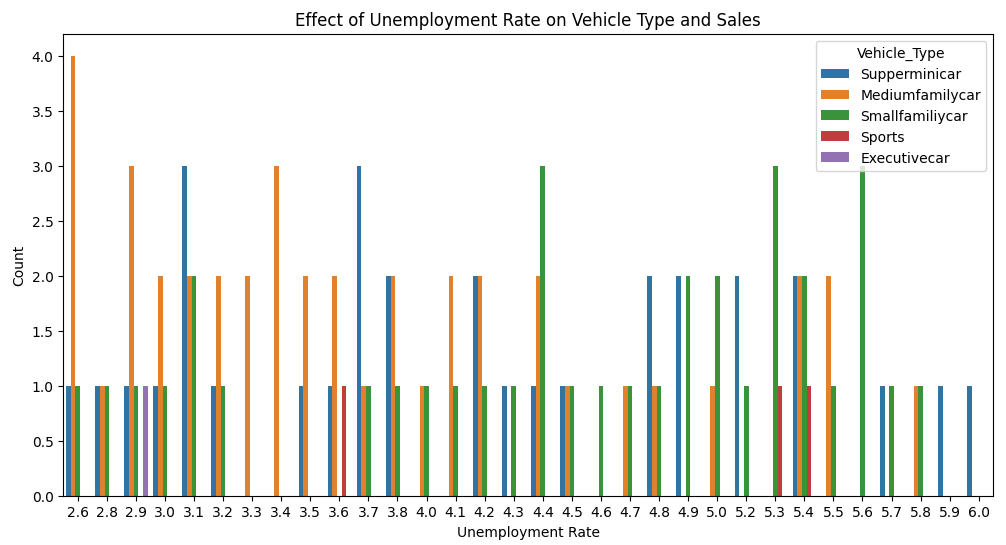 Effect of Unemployment Rate on Vehicle Type and Sales
Vehicle_Type
Supperminicar
Mediumfamilycar
Smallfamiliycar
Sports
Executivecar
4.0
3.5
3.0
2.5
2.0
1.5
1.0
0.5
0.0
Count
2.6 2.8 2.9 3.0 3.1 3.2 3.3 3.4 3.5 3.6 3.7 3.8 4.0 4.1 4.2 4.3 4.4 4.5 4.6 4.7 4.8 4.9 5.0 5.2 5.3 5.4 5.5 5.6 5.7 5.8 5.9 6.0
Unemployment Rate